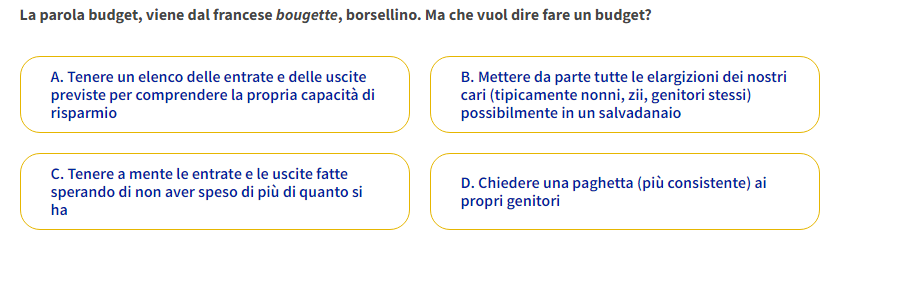 La parola budget, viene dal francese bougette, borsellino. Ma che vuol dire fare un budget?
A. Tenere un elenco delle entrate e delle uscite
previste per comprendere la propria capacità di
risparmio
B. Mettere da parte tutte le elargizioni dei nostri
cari (tipicamente nonni, zii, genitori stessi)
possibilmente in un salvadanaio
C. Tenere a mente le entrate e le uscite fatte
sperando di non aver speso di più di quanto si
ha
D. Chiedere una paghetta (più consistente) ai
propri genitori